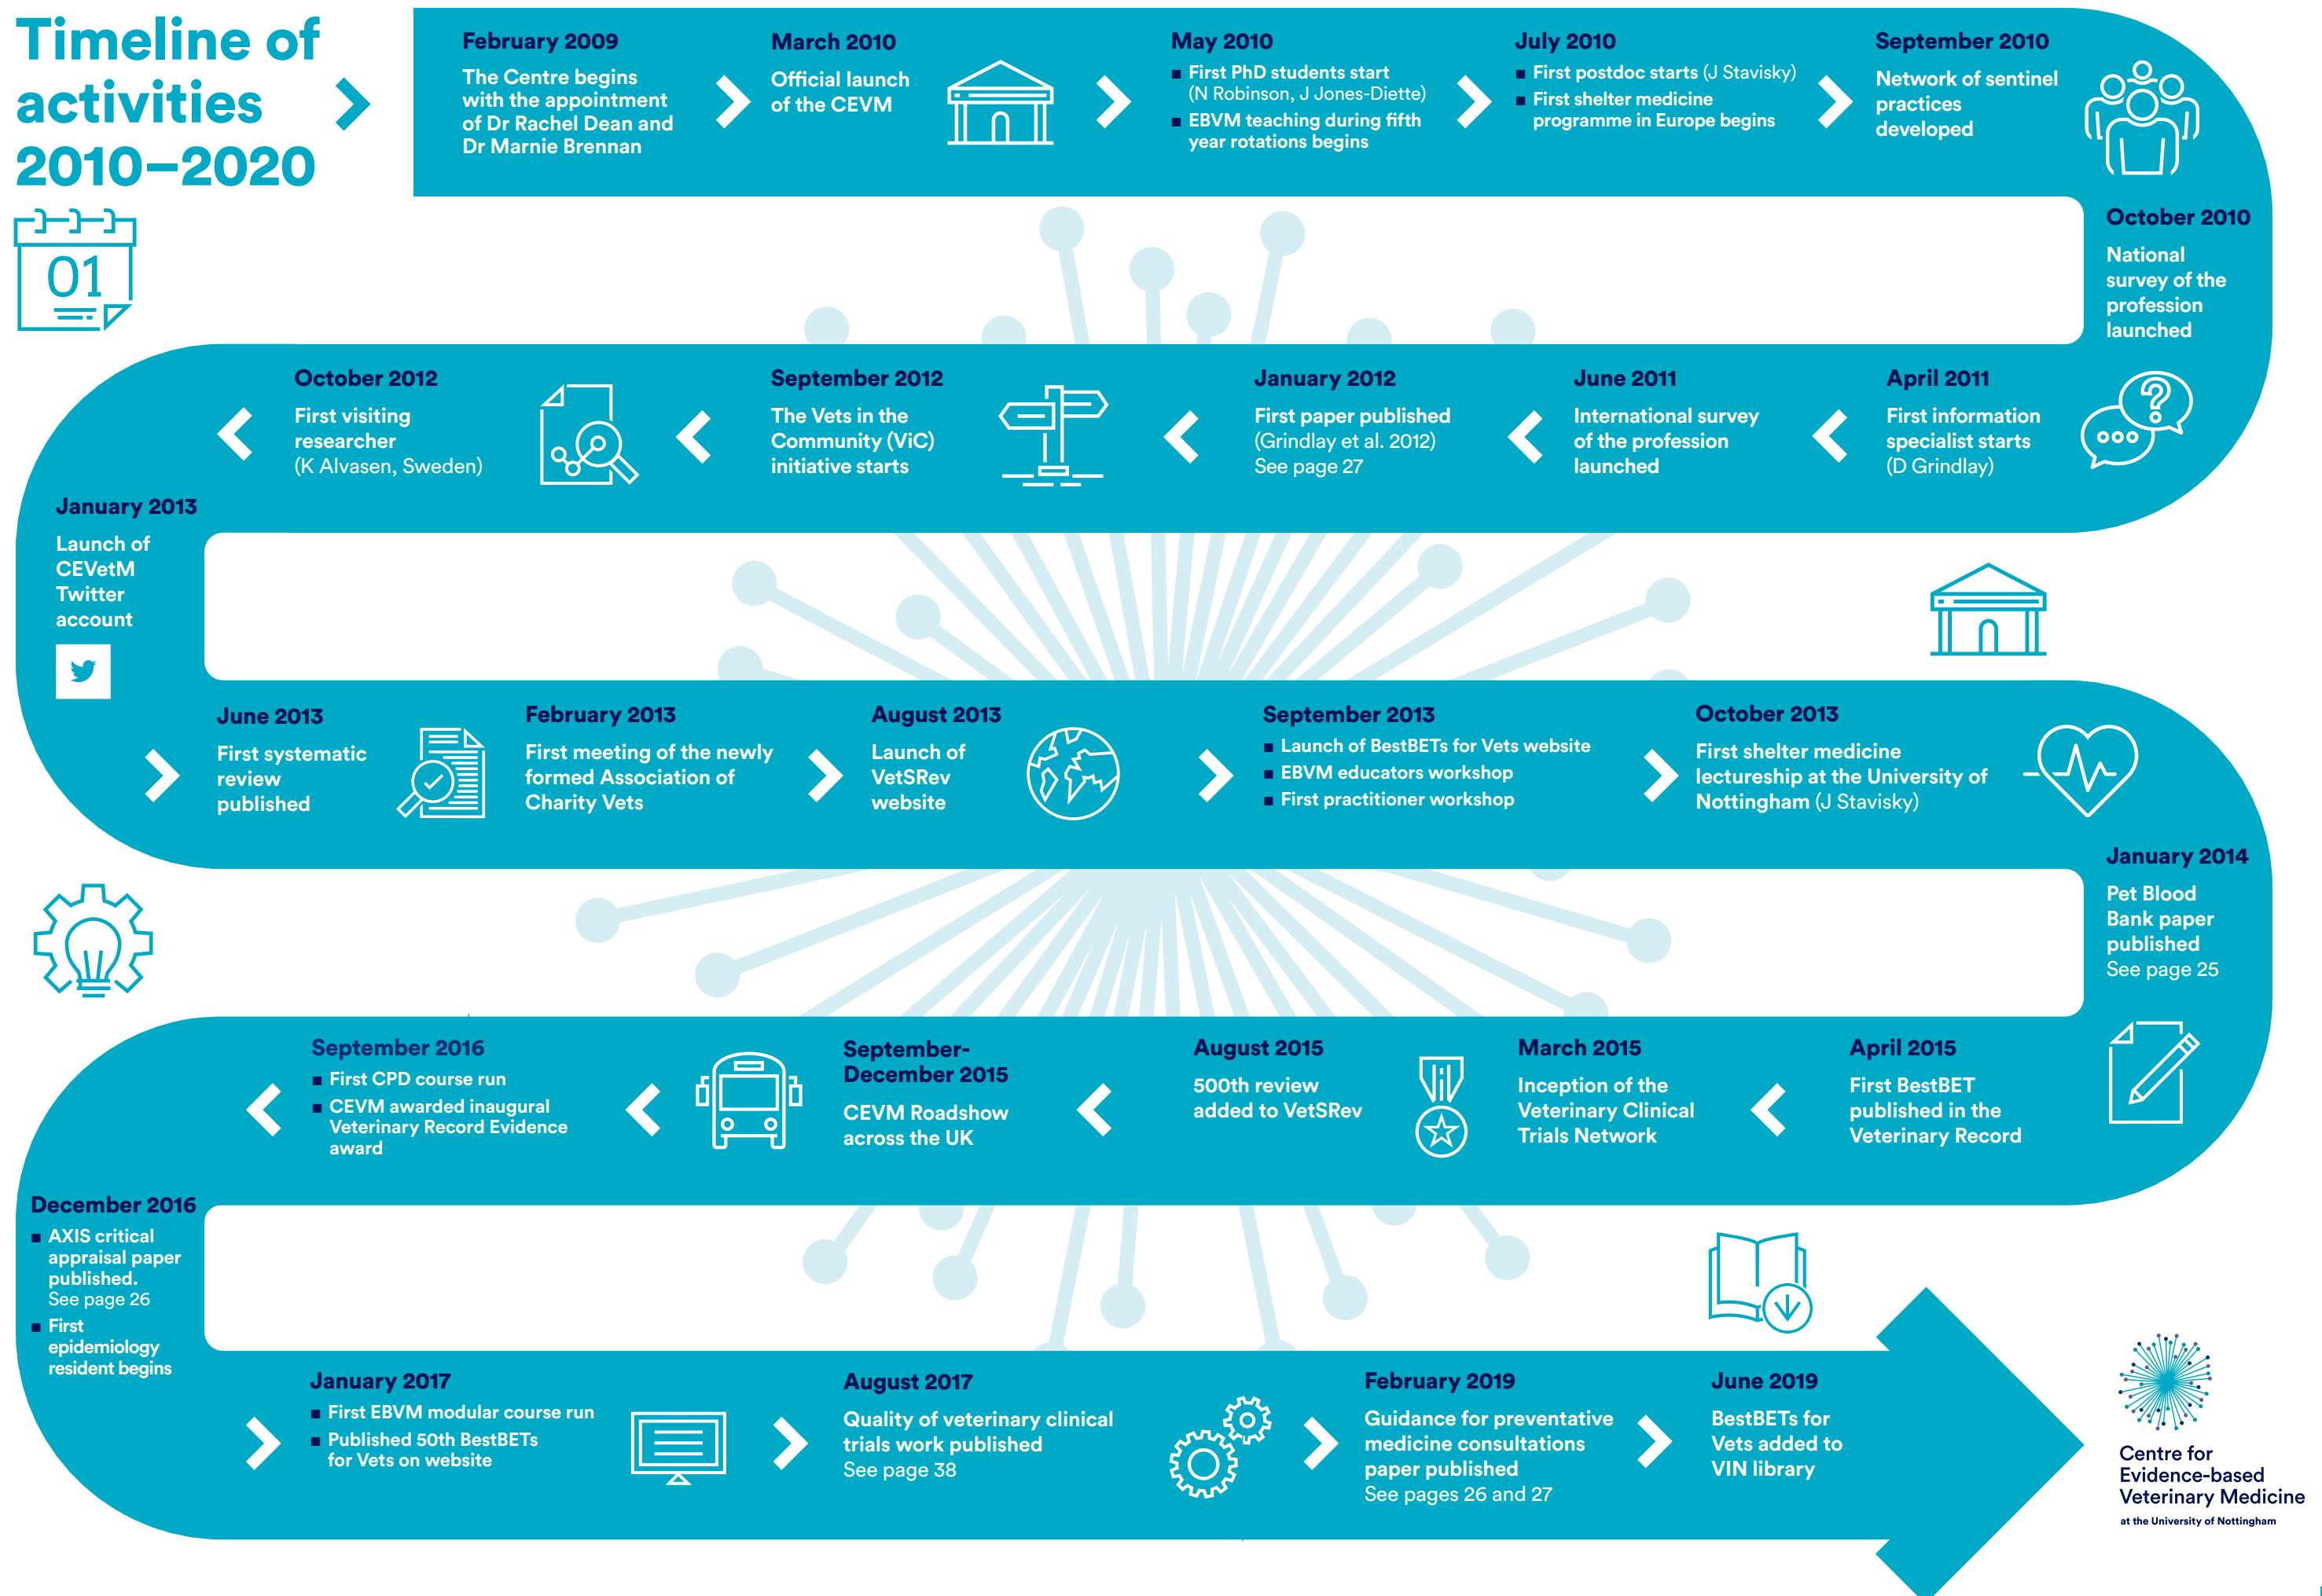 Timeline of
activities
2010–2020
01
February 2009
The Centre begins
with the appointment
of Dr Rachel Dean and
Dr Marnie Brennan
March 2010
Official launch
of the CEVM
May 2010
■ First PhD students start
(N Robinson, J Jones-Diette)
■ EBVM teaching during fifth
year rotations begins
July 2010
■ First postdoc starts (J Stavisky)
■ First shelter medicine
programme in Europe begins
September 2010
Network of sentinel
practices
developed
October 2010
National
survey of the
profession
launched
April 2011
First information
specialist starts
(D Grindlay)
?
June 2011
International survey
of the profession
launched
January 2012
First paper published
(Grindlay et al. 2012)
See page 27
September 2012
The Vets in the
Community (ViC)
initiative starts
October 2012
First visiting
researcher
(K Alvasen, Sweden)
January 2013
Launch of
CEVetM
Twitter
account
June 2013
First systematic
review
published
February 2013
First meeting of the newly
formed Association of
Charity Vets
August 2013
Launch of
VetSRev
website
September 2013
■ Launch of BestBETs for Vets website
■ EBVM educators workshop
■ First practitioner workshop
October 2013
First shelter medicine
lectureship at the University of
Nottingham (J Stavisky)
January 2014
Pet Blood
Bank paper
published
See page 25
April 2015
First BestBET
published in the
Veterinary Record
March 2015
Inception of the
Veterinary Clinical
Trials Network
August 2015
500th review
added to VetSRev
September-
December 2015
CEVM Roadshow
across the UK
September 2016
■ First CPD course run
■ CEVM awarded inaugural
Veterinary Record Evidence
award
December 2016
■ AXIS critical
appraisal paper
published.
See page 26
■ First
epidemiology
resident begins
January 2017
■ First EBVM modular course run
■ Published 50th BestBETs
for Vets on website
August 2017
Quality of veterinary clinical
trials work published
See page 38
February 2019
Guidance for preventative
medicine consultations
paper published
See pages 26 and 27
June 2019
BestBETs for
Vets added to
VIN library
Centre for
Evidence-based
Veterinary Medicine
at the University of Nottingham